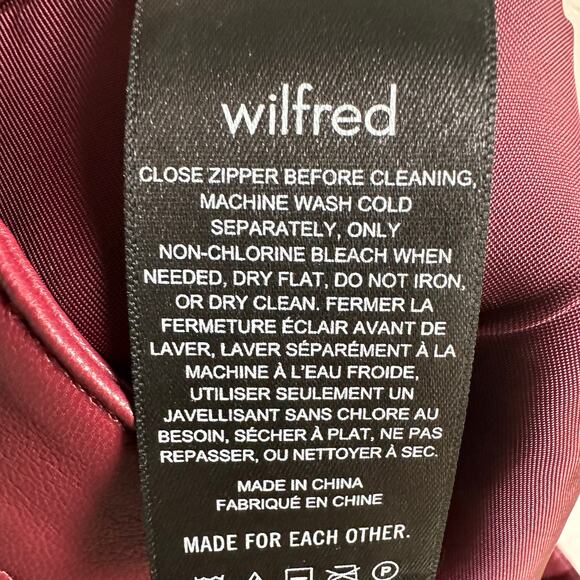 wilfred
CLOSE ZIPPER BEFORE CLEANING,
MACHINE WASH COLD
SEPARATELY, ONLY
NON-CHLORINE BLEACH WHEN
NEEDED, DRY FLAT, DO NOT IRON,
OR DRY CLEAN. FERMER LA
FERMETURE ÉCLAIR AVANT DE
LAVER, LAVER SÉPARÉMENT À LA
MACHINE À L'EAU FROIDE,
UTILISER SEULEMENT UN
JAVELLISANT SANS CHLORE AU
BESOIN, SÉCHER À PLAT, NE PAS
REPASSER, OU NETTOYER À SEC.
MADE IN CHINA
FABRIQUÉ EN CHINE
MADE FOR EACH OTHER.
P